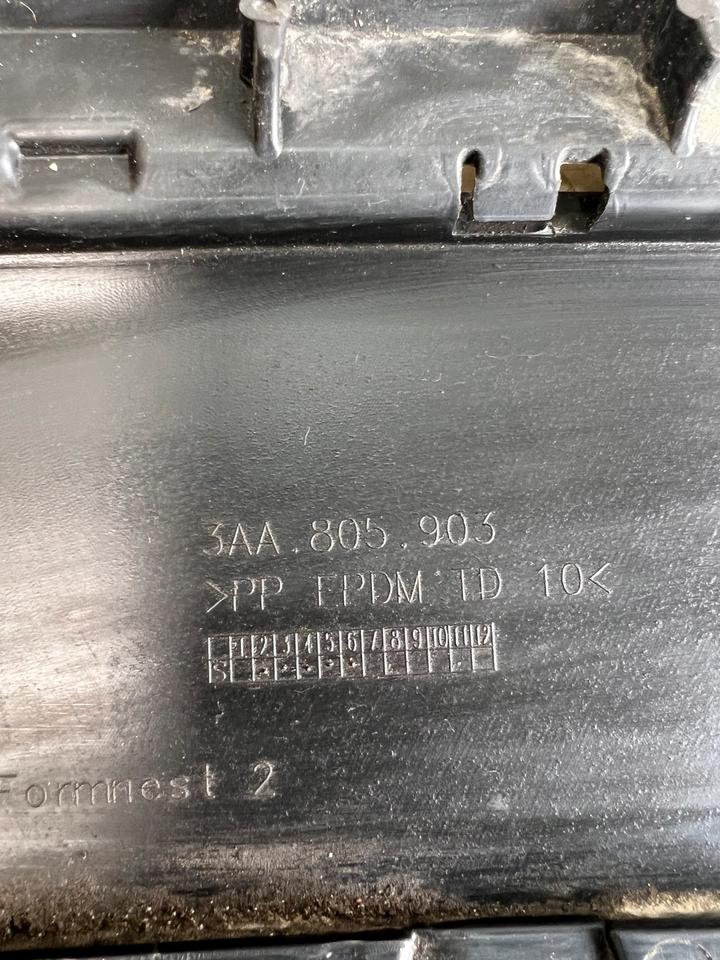 3AA.805.903
>PP EPDM TD 10<
1 2 3 4 5 6 7 8 9 10 11 12
Formnest 2